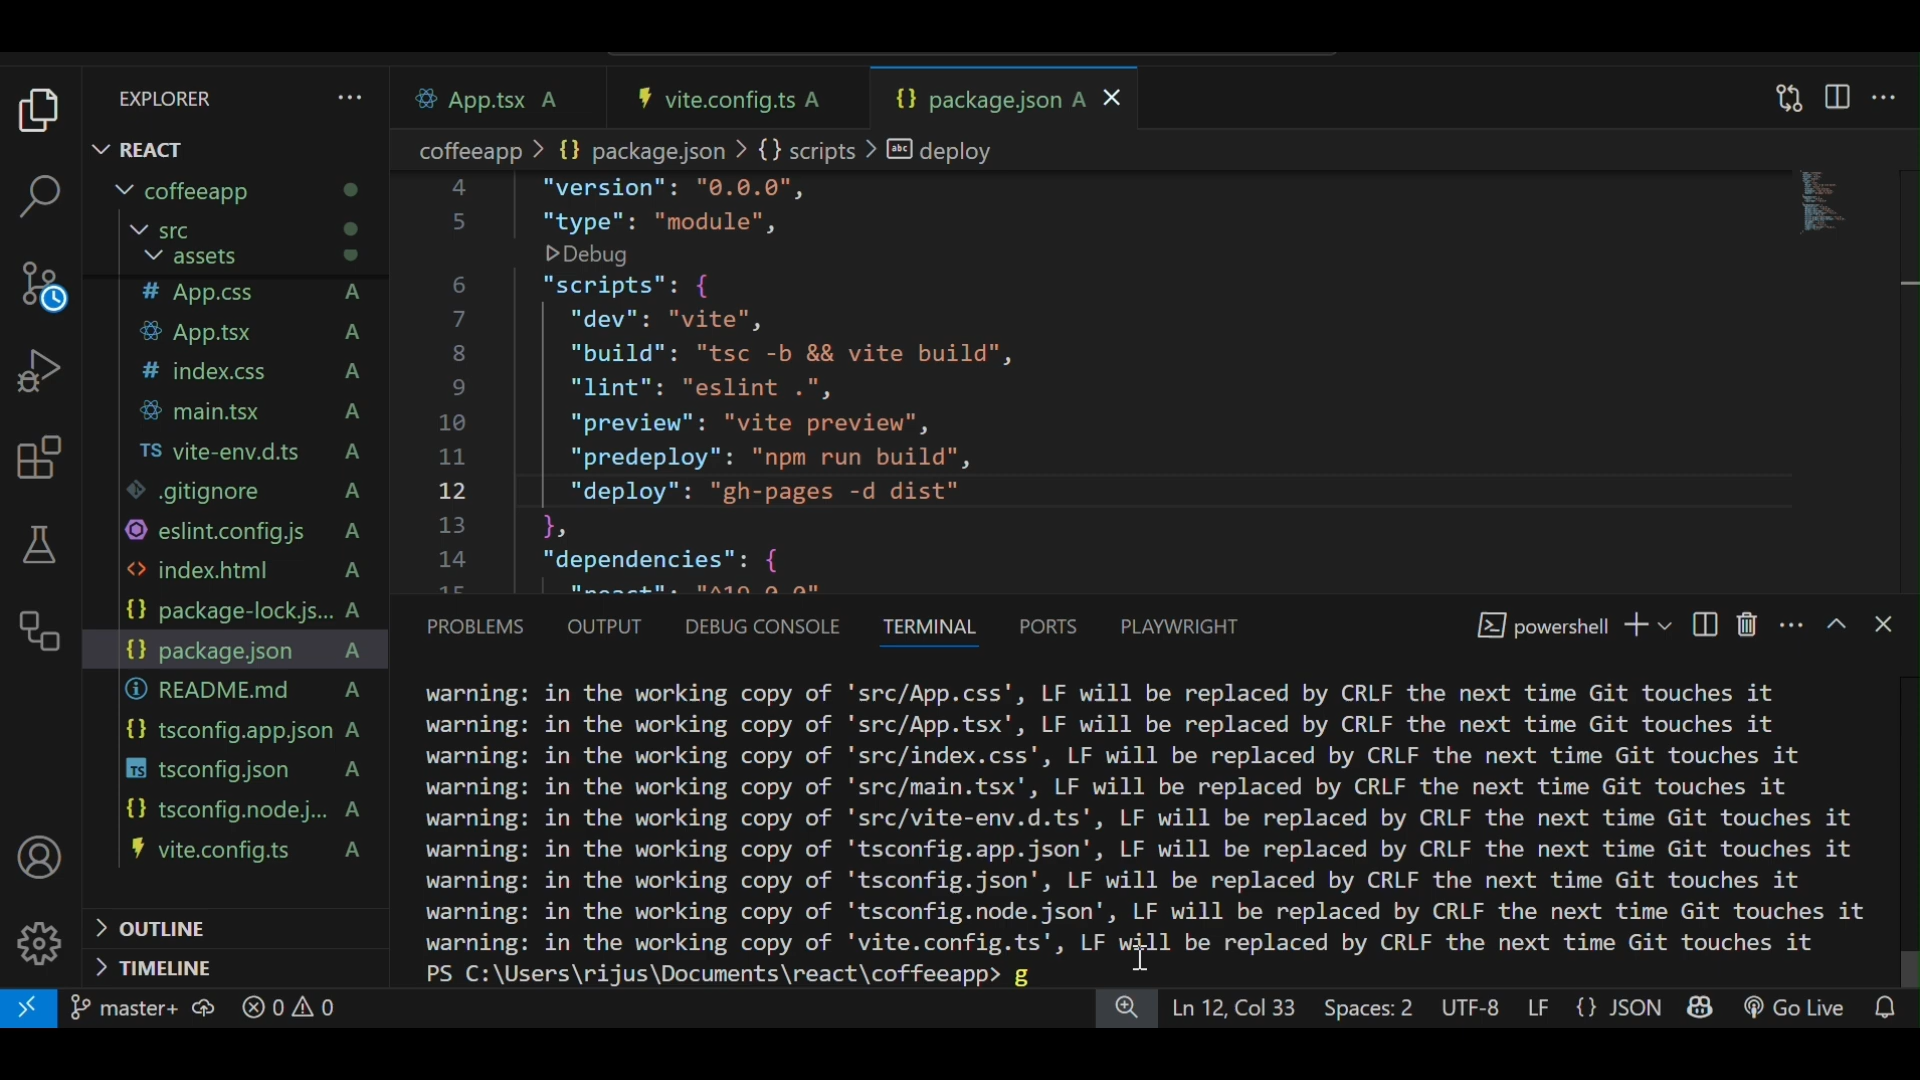 EXPLORER
REACT
coffeeapp
src
assets
# App.css A
App.tsx A
# index.css A
main.tsx A
TS vite-env.d.ts A
.gitignore A
eslint.config.js A
<> index.html A
{} package-lock.js... A
{} package.json A
README.md A
{} tsconfig.app.json A
TS tsconfig.json A
{} tsconfig.node.j... A
vite.config.ts A
OUTLINE
TIMELINE
App.tsx A
vite.config.ts A
{} package.json A
coffeeapp > {} package.json > {} scripts > abc deploy
4 "version": "0.0.0",
5 "type": "module",
Debug
6 "scripts": {
7 "dev": "vite",
8 "build": "tsc -b && vite build",
9 "lint": "eslint .",
10 "preview": "vite preview",
11 "predeploy": "npm run build",
12 "deploy": "gh-pages -d dist"
13 },
14 "dependencies": {
15 "react": "^19.0.0"
PROBLEMS OUTPUT DEBUG CONSOLE TERMINAL PORTS PLAYWRIGHT
powershell
warning: in the working copy of 'src/App.css', LF will be replaced by CRLF the next time Git touches it
warning: in the working copy of 'src/App.tsx', LF will be replaced by CRLF the next time Git touches it
warning: in the working copy of 'src/index.css', LF will be replaced by CRLF the next time Git touches it
warning: in the working copy of 'src/main.tsx', LF will be replaced by CRLF the next time Git touches it
warning: in the working copy of 'src/vite-env.d.ts', LF will be replaced by CRLF the next time Git touches it
warning: in the working copy of 'tsconfig.app.json', LF will be replaced by CRLF the next time Git touches it
warning: in the working copy of 'tsconfig.json', LF will be replaced by CRLF the next time Git touches it
warning: in the working copy of 'tsconfig.node.json', LF will be replaced by CRLF the next time Git touches it
warning: in the working copy of 'vite.config.ts', LF will be replaced by CRLF the next time Git touches it
PS C:\Users\rijus\Documents\react\coffeeapp> g
master+ 0 0 Ln 12, Col 33 Spaces: 2 UTF-8 LF {} JSON Go Live